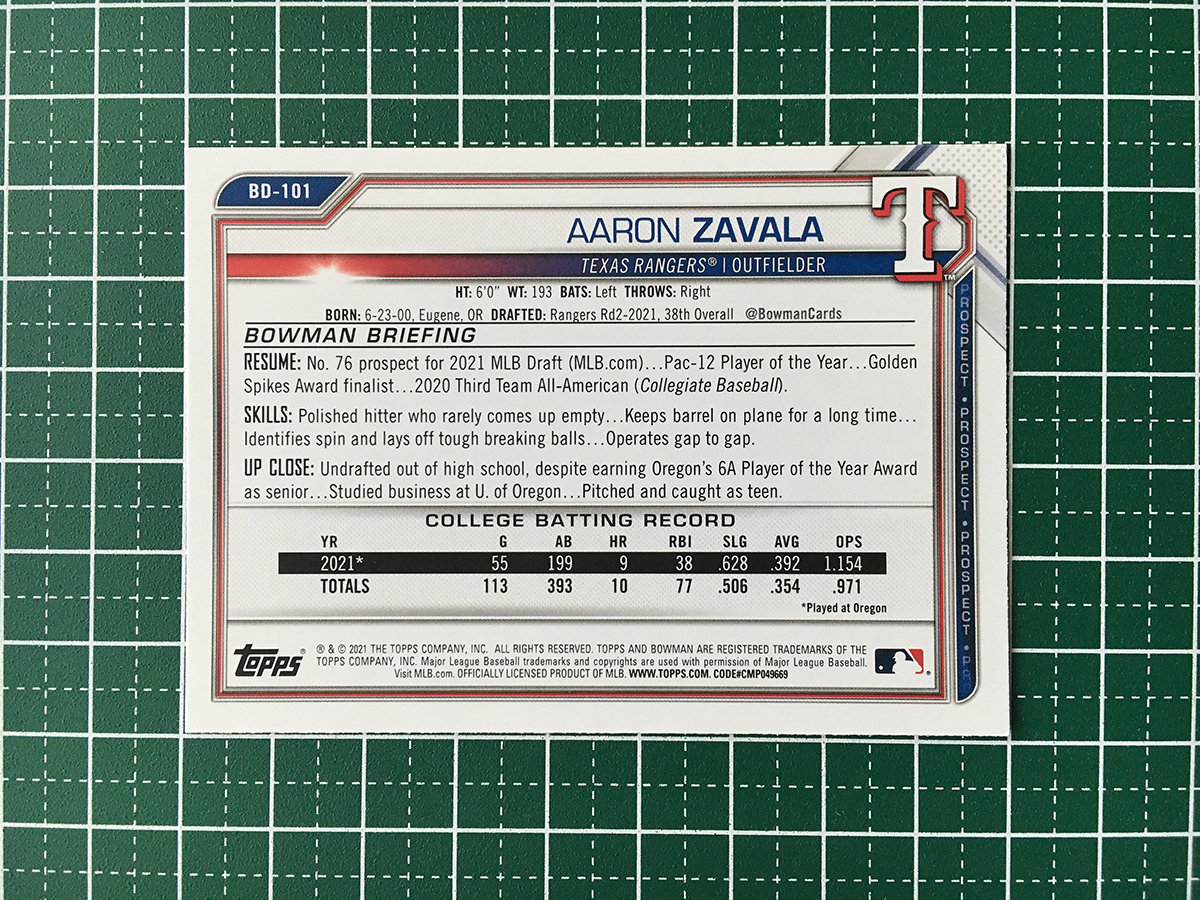 BD-101
AARON ZAVALA
TEXAS RANGERS® | OUTFIELDER
T
™
HT: 6'0" WT: 193 BATS: Left THROWS: Right
BORN: 6-23-00, Eugene, OR DRAFTED: Rangers Rd2-2021, 38th Overall @BowmanCards
BOWMAN BRIEFING
RESUME: No. 76 prospect for 2021 MLB Draft (MLB.com)...Pac-12 Player of the Year...Golden
Spikes Award finalist...2020 Third Team All-American (Collegiate Baseball).
SKILLS: Polished hitter who rarely comes up empty...Keeps barrel on plane for a long time...
Identifies spin and lays off tough breaking balls...Operates gap to gap.
UP CLOSE: Undrafted out of high school, despite earning Oregon's 6A Player of the Year Award
as senior...Studied business at U. of Oregon...Pitched and caught as teen.
COLLEGE BATTING RECORD
YR G AB HR RBI SLG AVG OPS
2021* 55 199 9 38 .628 .392 1.154
TOTALS 113 393 10 77 .506 .354 .971
*Played at Oregon
PROSPECT • PROSPECT • PROSPECT • PR
Topps®
® & © 2021 THE TOPPS COMPANY, INC. ALL RIGHTS RESERVED. TOPPS AND BOWMAN ARE REGISTERED TRADEMARKS OF THE
TOPPS COMPANY, INC. Major League Baseball trademarks and copyrights are used with permission of Major League Baseball.
Visit MLB.com. OFFICIALLY LICENSED PRODUCT OF MLB. WWW.TOPPS.COM. CODE#CMP049669